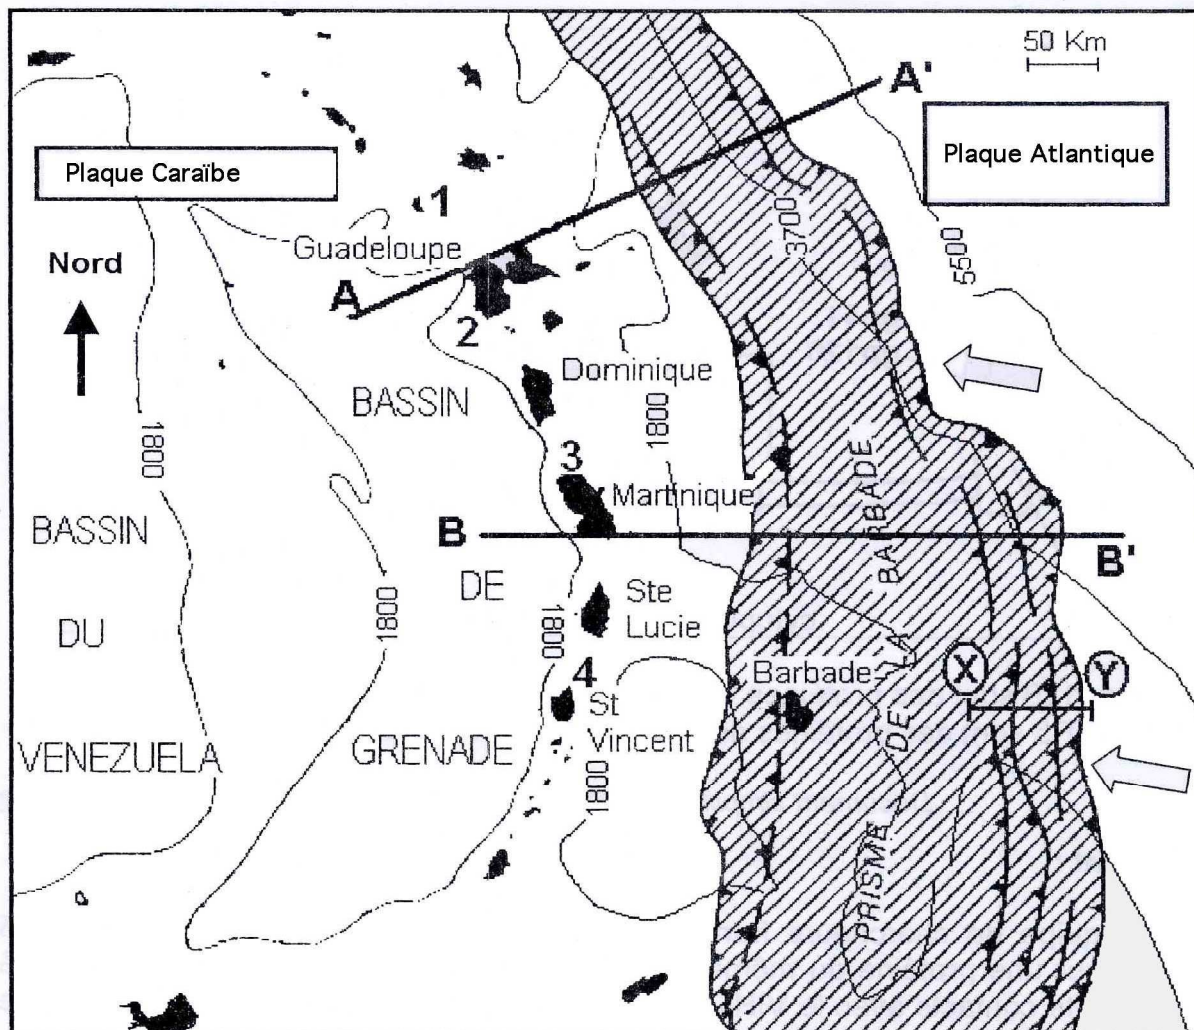 50 Km
A'
Plaque Caraïbe
Plaque Atlantique
1
Guadeloupe
3700
5500
Nord
A
2
BASSIN
Dominique
1800
1800
3
Martinique
BASSIN
B
B'
DE
Ste
Lucie
1800
1800
DU
4
Barbade
X
Y
St
Vincent
VENEZUELA
GRENADE
1800
PRISME DE LA BARBADE